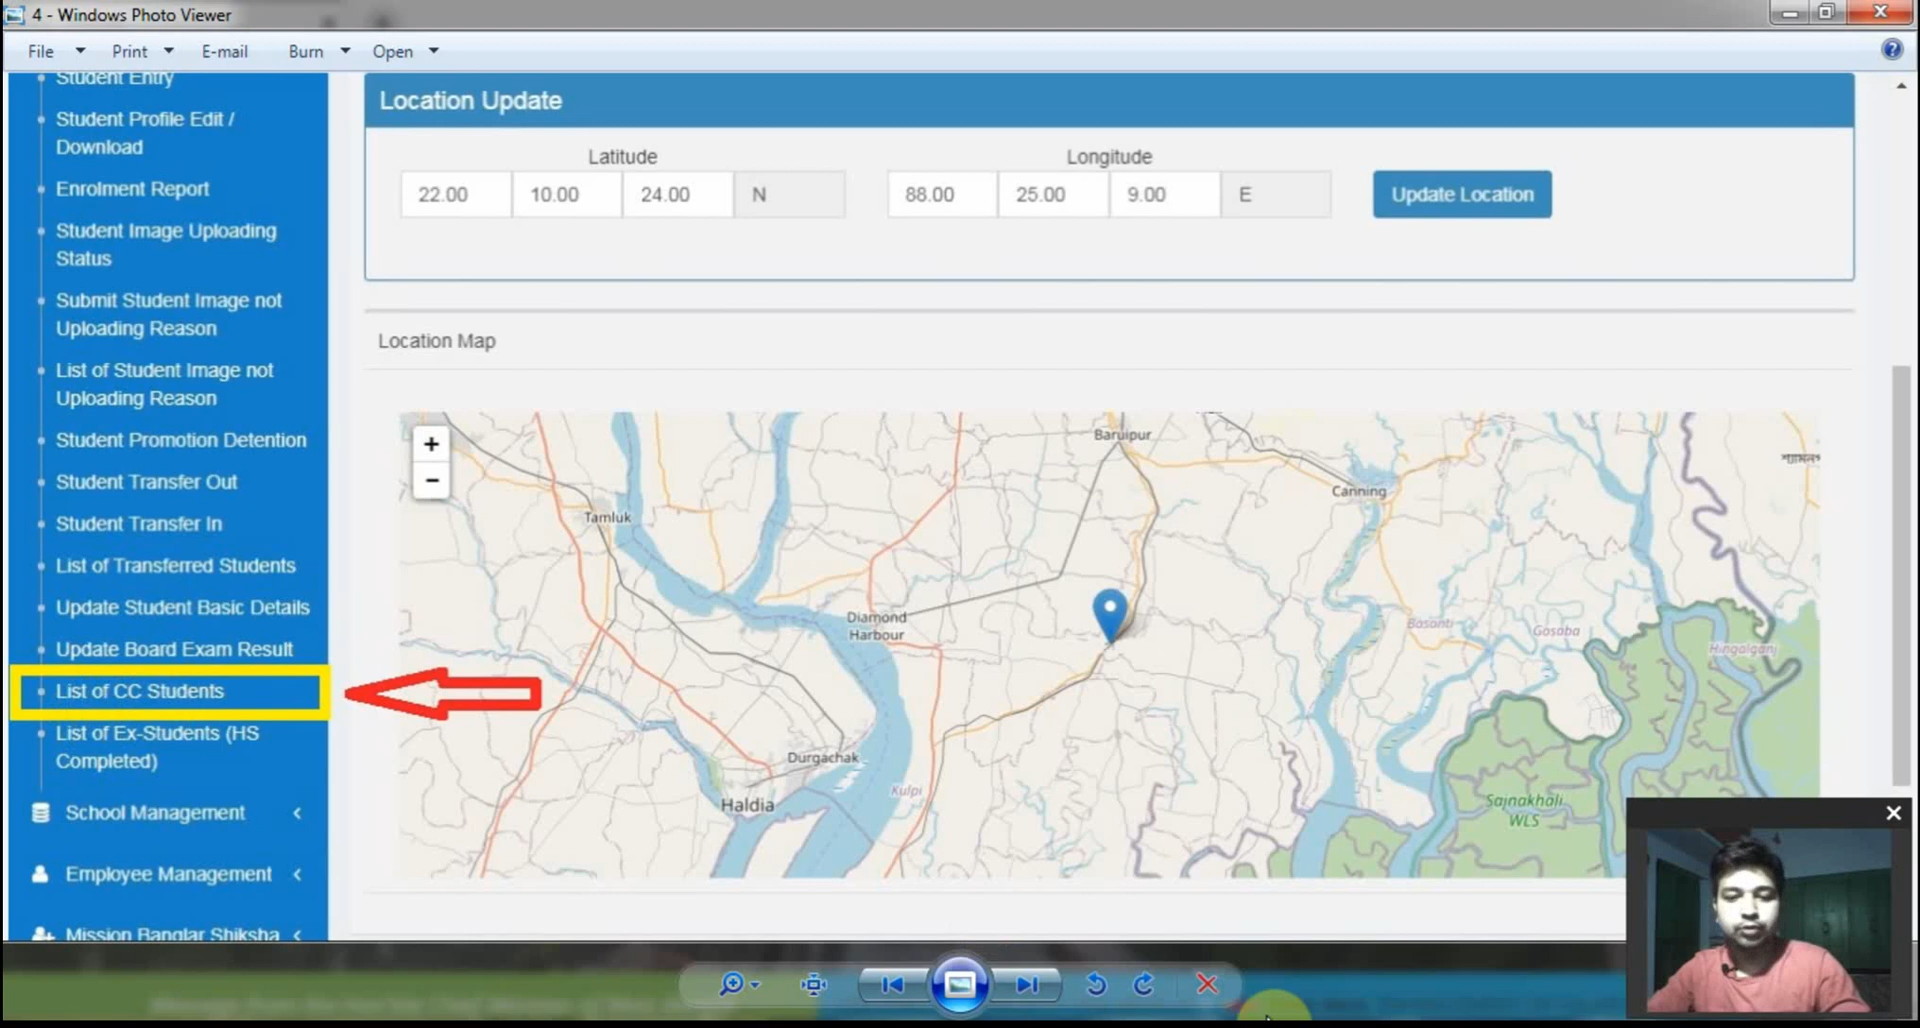 4 - Windows Photo Viewer
File Print E-mail Burn Open
Student Entry
Student Profile Edit /
Download
Enrolment Report
Student Image Uploading
Status
Submit Student Image not
Uploading Reason
List of Student Image not
Uploading Reason
Student Promotion Detention
Student Transfer Out
Student Transfer In
List of Transferred Students
Update Student Basic Details
Update Board Exam Result
List of CC Students
List of Ex-Students (HS
Completed)
School Management
Employee Management
Mission Banglar Shiksha
Location Update
Latitude Longitude
22.00 10.00 24.00 N 88.00 25.00 9.00 E Update Location
Location Map
+
-
Baruipur
Canning
Tamluk
Diamond
Harbour
Basanti
Gosaba
Hingalganj
Durgachak
Kulpi
Haldia
Sajnakhali
WLS